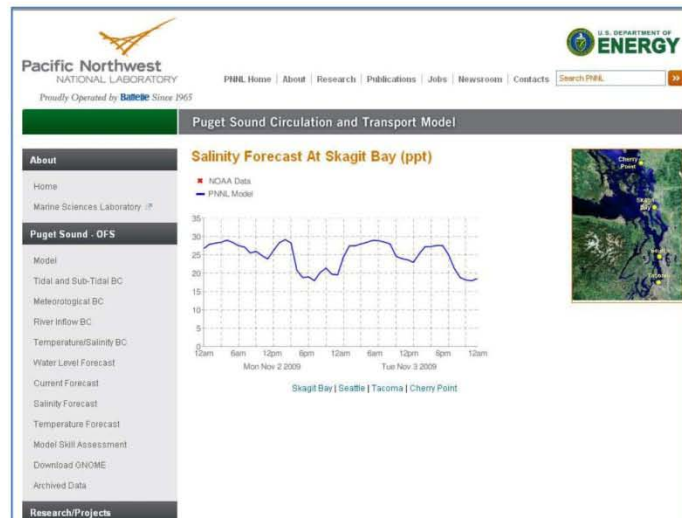 Pacific Northwest
NATIONAL LABORATORY
Proudly Operated by Battelle Since 1965
U.S. DEPARTMENT OF
ENERGY
PNNL Home | About | Research | Publications | Jobs | Newsroom | Contacts
Search PNNL
Puget Sound Circulation and Transport Model
About
Home
Marine Sciences Laboratory
Puget Sound - OFS
Model
Tidal and Sub-Tidal BC
Meteorological BC
River Inflow BC
Temperature/Salinity BC
Water Level Forecast
Current Forecast
Salinity Forecast
Temperature Forecast
Model Skill Assessment
Download GNOME
Archived Data
Research/Projects
Salinity Forecast At Skagit Bay (ppt)
NOAA Data
PNNL Model
35
30
25
20
15
10
5
0
12am 6am 12pm 6pm 12am 6am 12pm 6pm 12am
Mon Nov 2 2009 Tue Nov 3 2009
Skagit Bay | Seattle | Tacoma | Cherry Point
Cherry
Point
Skagit
Bay
Seattle
Tacoma